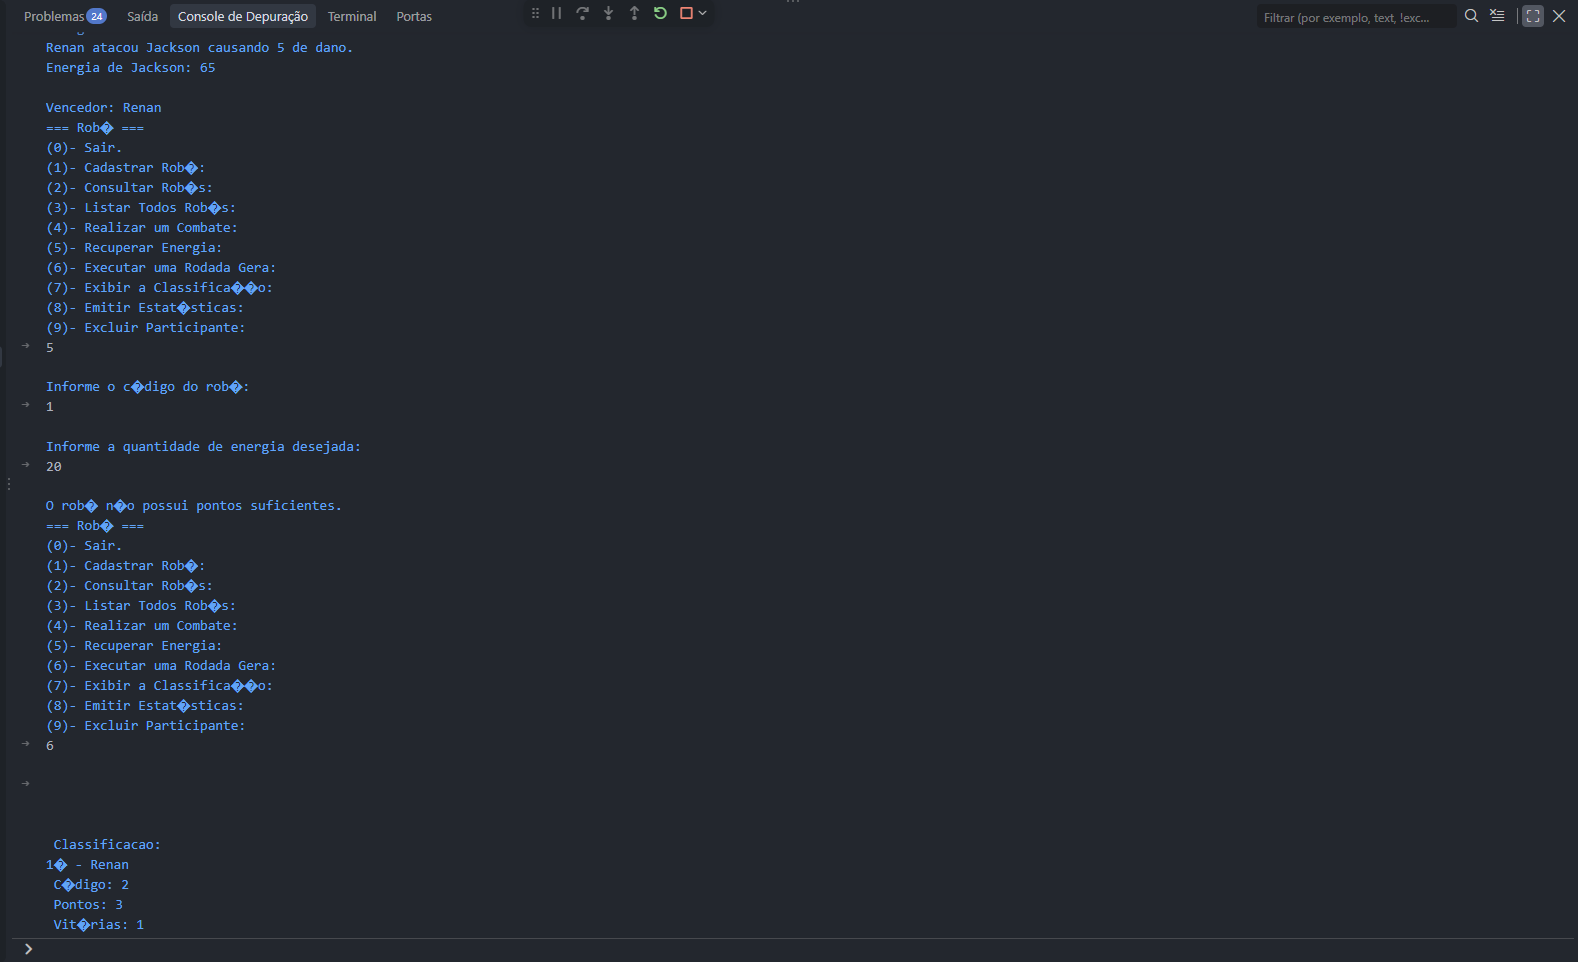 Problemas 24 Saída Console de Depuração Terminal Portas Filtrar (por exemplo, text, !exc...
Renan atacou Jackson causando 5 de dano.
Energia de Jackson: 65
Vencedor: Renan
=== Rob� ===
(0)- Sair.
(1)- Cadastrar Rob�:
(2)- Consultar Rob�s:
(3)- Listar Todos Rob�s:
(4)- Realizar um Combate:
(5)- Recuperar Energia:
(6)- Executar uma Rodada Gera:
(7)- Exibir a Classifica��o:
(8)- Emitir Estat�sticas:
(9)- Excluir Participante:
5
Informe o c�digo do rob�:
1
Informe a quantidade de energia desejada:
20
O rob� n�o possui pontos suficientes.
=== Rob� ===
(0)- Sair.
(1)- Cadastrar Rob�:
(2)- Consultar Rob�s:
(3)- Listar Todos Rob�s:
(4)- Realizar um Combate:
(5)- Recuperar Energia:
(6)- Executar uma Rodada Gera:
(7)- Exibir a Classifica��o:
(8)- Emitir Estat�sticas:
(9)- Excluir Participante:
6
Classificacao:
1� - Renan
C�digo: 2
Pontos: 3
Vit�rias: 1